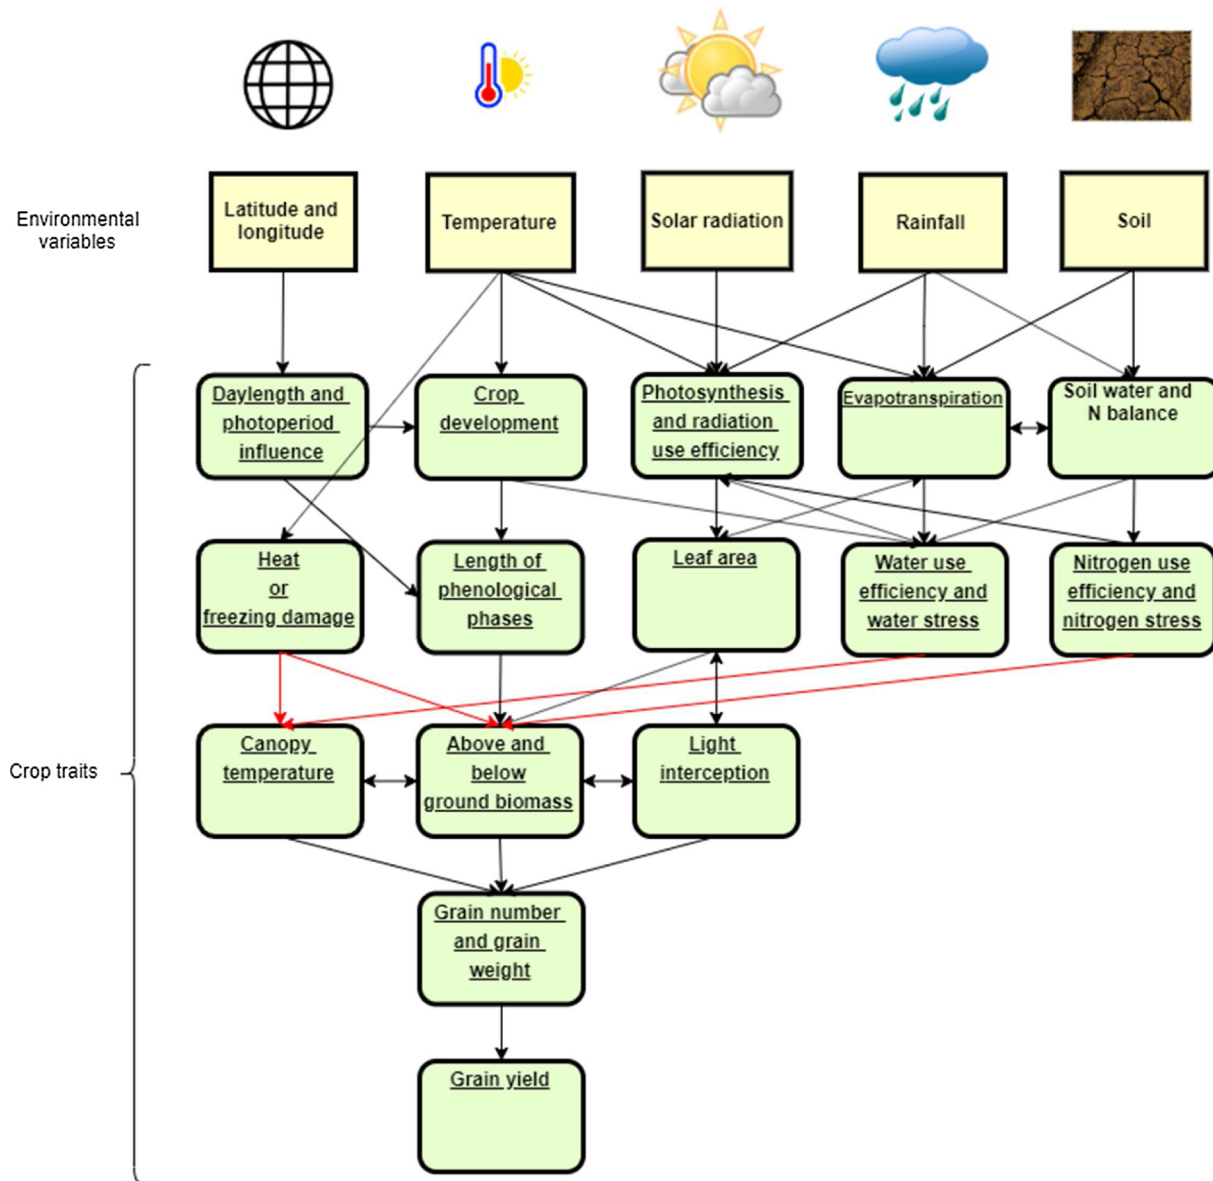 Environmental
variables
Latitude and
longitude
Temperature
Solar radiation
Rainfall
Soil
Daylength and
photoperiod
influence
Crop
development
Photosynthesis
and radiation
use efficiency
Evapotranspiration
Soil water and
N balance
Heat
or
freezing damage
Length of
phenological
phases
Leaf area
Water use
efficiency and
water stress
Nitrogen use
efficiency and
nitrogen stress
Crop traits
Canopy
temperature
Above and
below
ground biomass
Light
interception
Grain number
and grain
weight
Grain yield